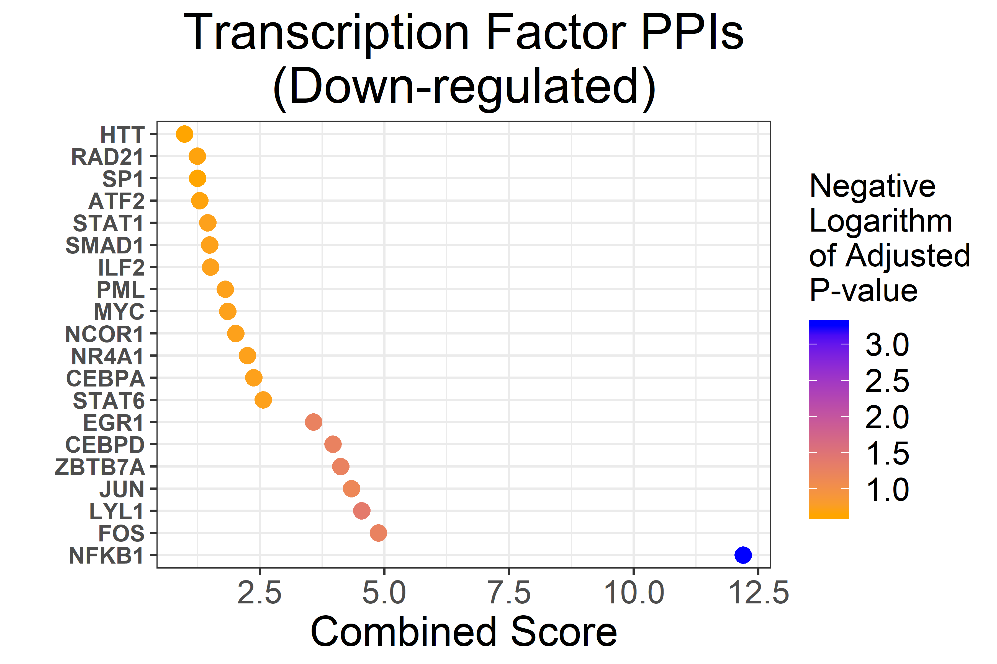 Transcription Factor PPIs
(Down-regulated)
HTT
RAD21
SP1
ATF2
STAT1
SMAD1
ILF2
PML
MYC
NCOR1
NR4A1
CEBPA
STAT6
EGR1
CEBPD
ZBTB7A
JUN
LYL1
FOS
NFKB1
2.5 5.0 7.5 10.0 12.5
Combined Score
Negative
Logarithm
of Adjusted
P-value
3.0
2.5
2.0
1.5
1.0